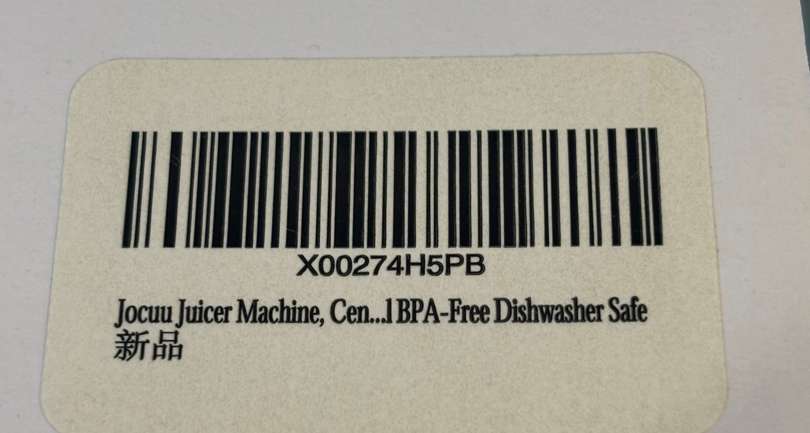 X00274H5PB
Jocuu Juicer Machine, Cen...l BPA-Free Dishwasher Safe
新品